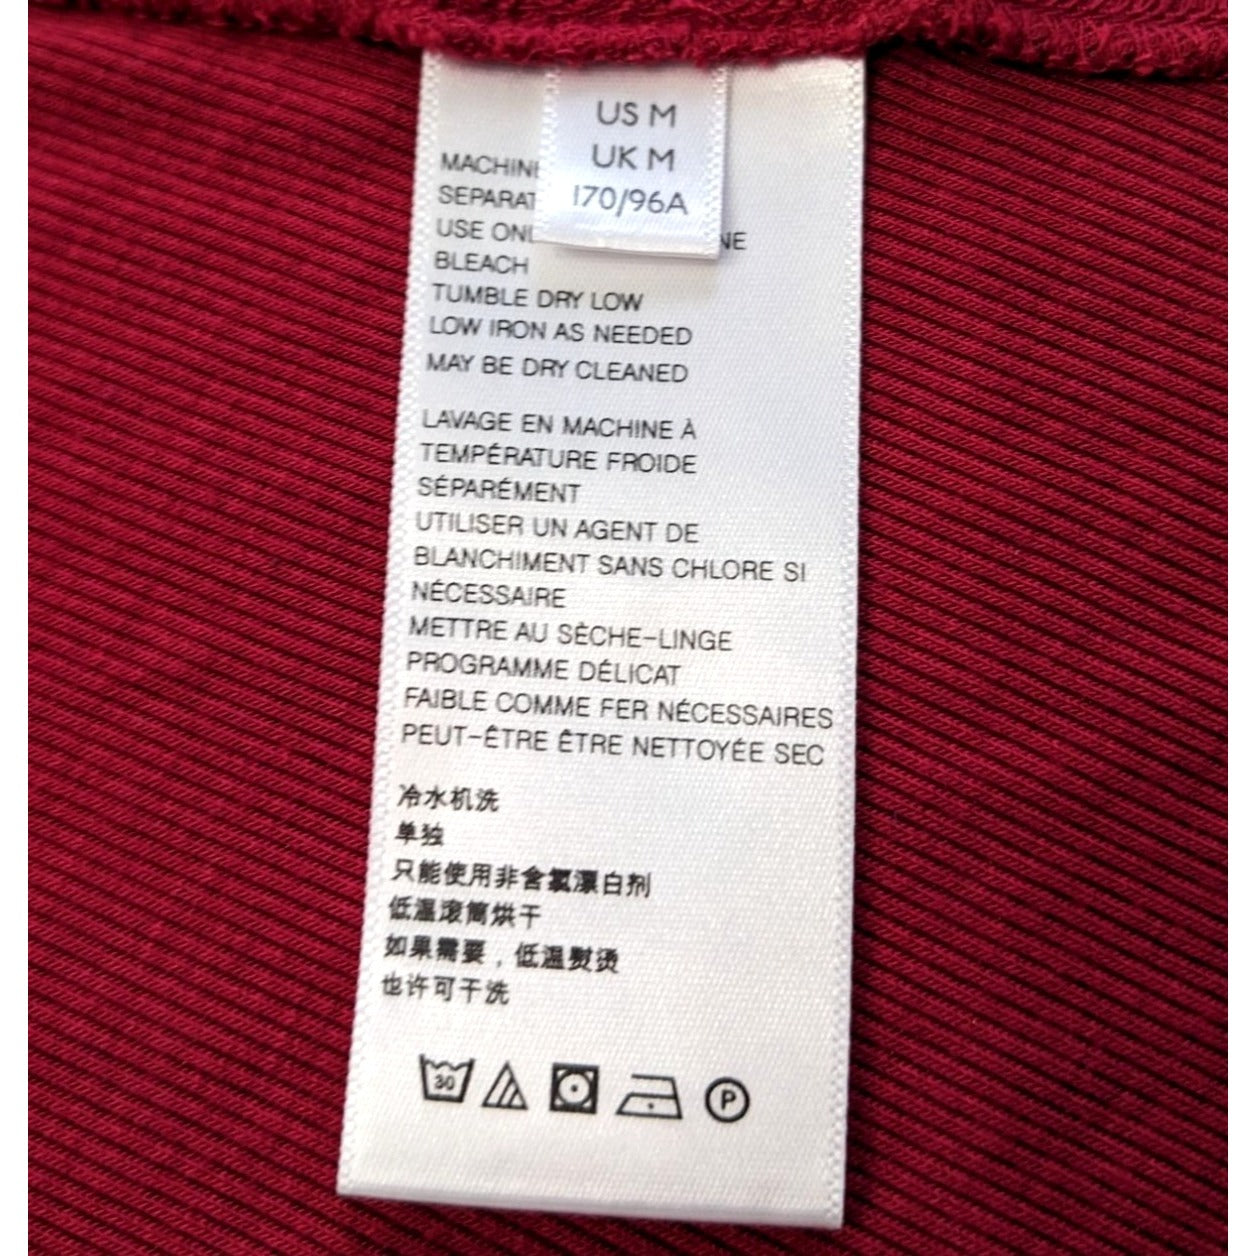 US M
UK M
170/96A
MACHINE
SEPARAT
USE ONL NE
BLEACH
TUMBLE DRY LOW
LOW IRON AS NEEDED
MAY BE DRY CLEANED
LAVAGE EN MACHINE À
TEMPÉRATURE FROIDE
SÉPARÉMENT
UTILISER UN AGENT DE
BLANCHIMENT SANS CHLORE SI
NÉCESSAIRE
METTRE AU SÈCHE-LINGE
PROGRAMME DÉLICAT
FAIBLE COMME FER NÉCESSAIRES
PEUT-ÊTRE ÊTRE NETTOYÉE SEC
冷水机洗
单独
只能使用非含氯漂白剂
低温滚筒烘干
如果需要，低温熨烫
也许可干洗
30 P